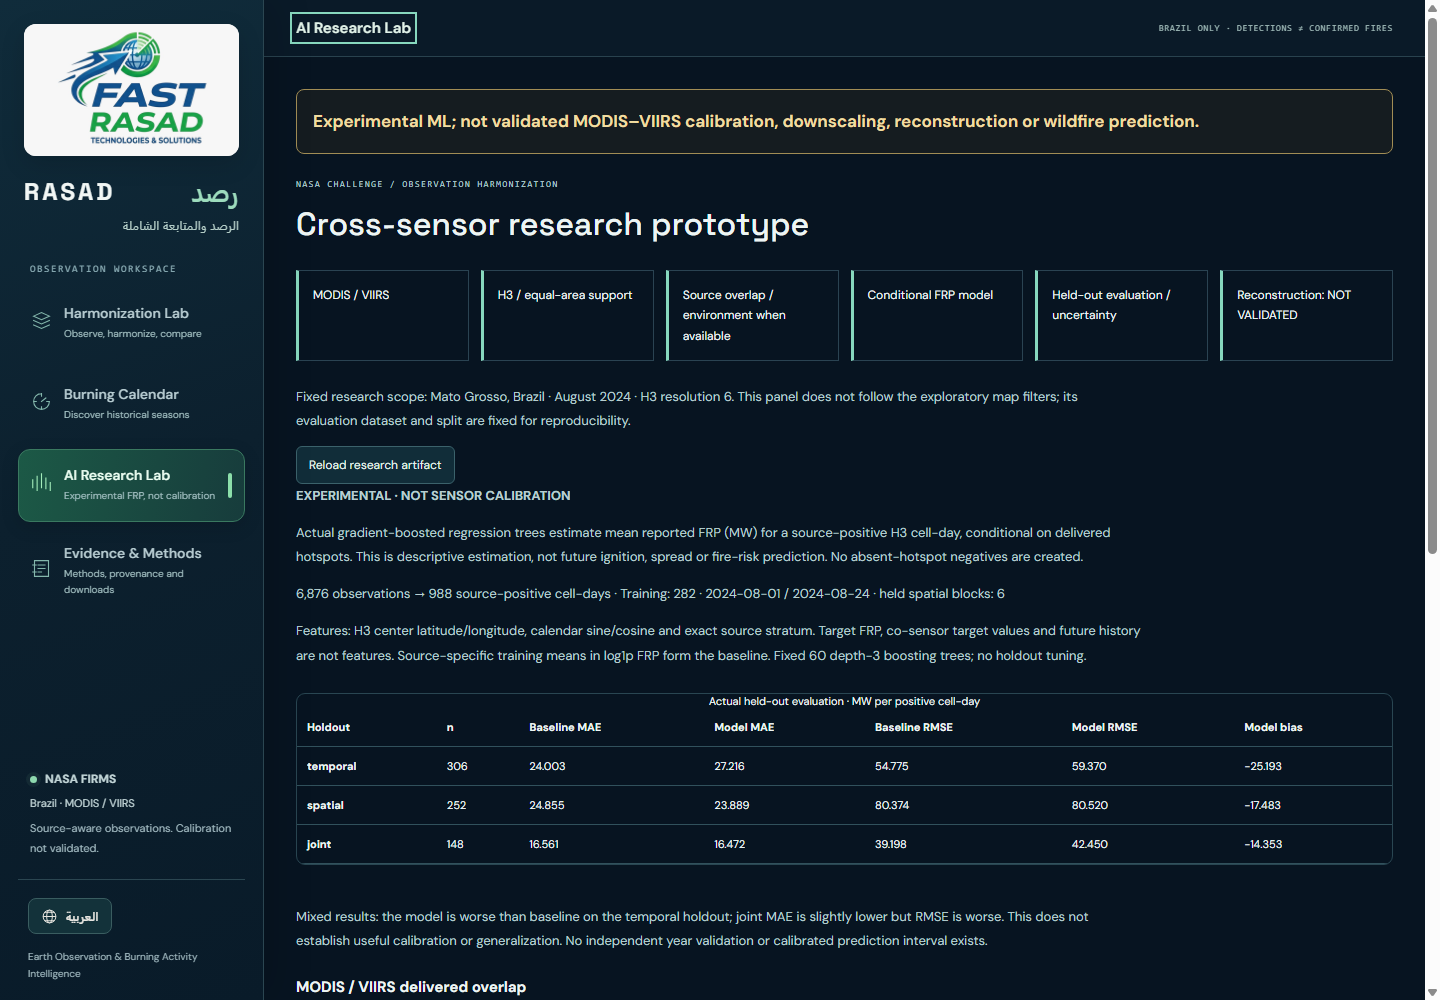 FAST
RASAD
TECHNOLOGIES & SOLUTIONS
RASAD
رصد
الرصد والمتابعة الشاملة
OBSERVATION WORKSPACE
Harmonization Lab
Observe, harmonize, compare
Burning Calendar
Discover historical seasons
AI Research Lab
Experimental FRP, not calibration
Evidence & Methods
Methods, provenance and
downloads
NASA FIRMS
Brazil · MODIS / VIIRS
Source-aware observations. Calibration
not validated.
العربية
Earth Observation & Burning Activity
Intelligence
AI Research Lab
BRAZIL ONLY · DETECTIONS ≠ CONFIRMED FIRES
Experimental ML; not validated MODIS–VIIRS calibration, downscaling, reconstruction or wildfire prediction.
NASA CHALLENGE / OBSERVATION HARMONIZATION
Cross-sensor research prototype
MODIS / VIIRS
H3 / equal-area support
Source overlap /
environment when
available
Conditional FRP model
Held-out evaluation /
uncertainty
Reconstruction: NOT
VALIDATED
Fixed research scope: Mato Grosso, Brazil · August 2024 · H3 resolution 6. This panel does not follow the exploratory map filters; its
evaluation dataset and split are fixed for reproducibility.
Reload research artifact
EXPERIMENTAL · NOT SENSOR CALIBRATION
Actual gradient-boosted regression trees estimate mean reported FRP (MW) for a source-positive H3 cell-day, conditional on delivered
hotspots. This is descriptive estimation, not future ignition, spread or fire-risk prediction. No absent-hotspot negatives are created.
6,876 observations → 988 source-positive cell-days · Training: 282 · 2024-08-01 / 2024-08-24 · held spatial blocks: 6
Features: H3 center latitude/longitude, calendar sine/cosine and exact source stratum. Target FRP, co-sensor target values and future history
are not features. Source-specific training means in log1p FRP form the baseline. Fixed 60 depth-3 boosting trees; no holdout tuning.
Actual held-out evaluation · MW per positive cell-day
Holdout n Baseline MAE Model MAE Baseline RMSE Model RMSE Model bias
temporal 306 24.003 27.216 54.775 59.370 -25.193
spatial 252 24.855 23.889 80.374 80.520 -17.483
joint 148 16.561 16.472 39.198 42.450 -14.353
Mixed results: the model is worse than baseline on the temporal holdout; joint MAE is slightly lower but RMSE is worse. This does not
establish useful calibration or generalization. No independent year validation or calibrated prediction interval exists.
MODIS / VIIRS delivered overlap